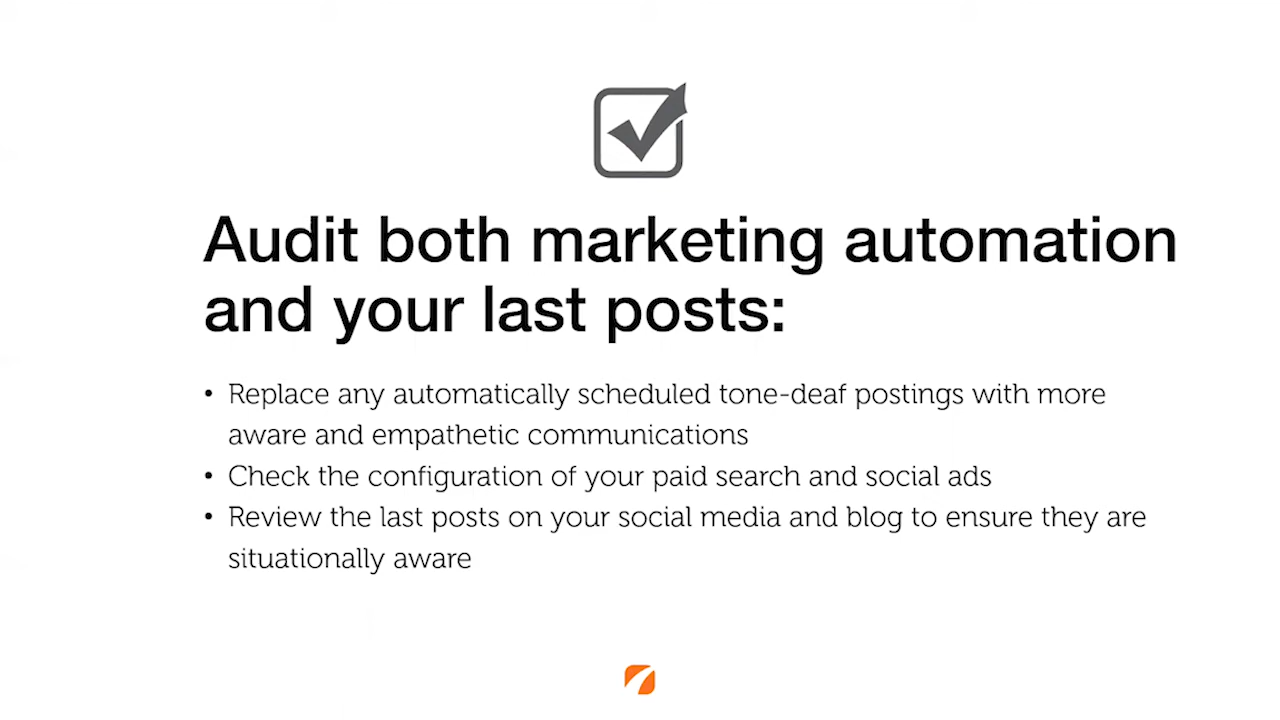 Audit both marketing automation
and your last posts:
• Replace any automatically scheduled tone-deaf postings with more
aware and empathetic communications
• Check the configuration of your paid search and social ads
• Review the last posts on your social media and blog to ensure they are
situationally aware